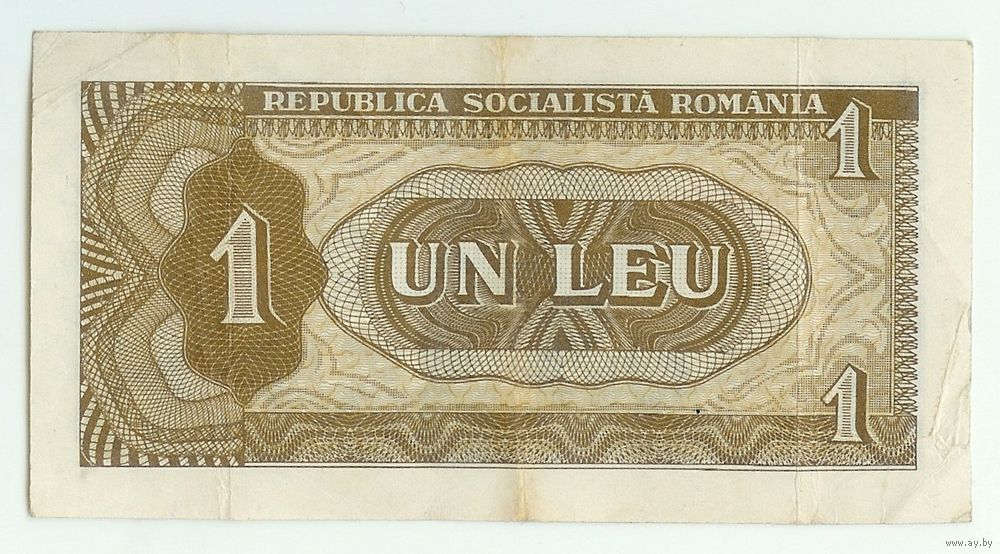 REPUBLICA SOCIALISTĂ ROMÂNIA
1
1
UN LEU
1
www.ay.by